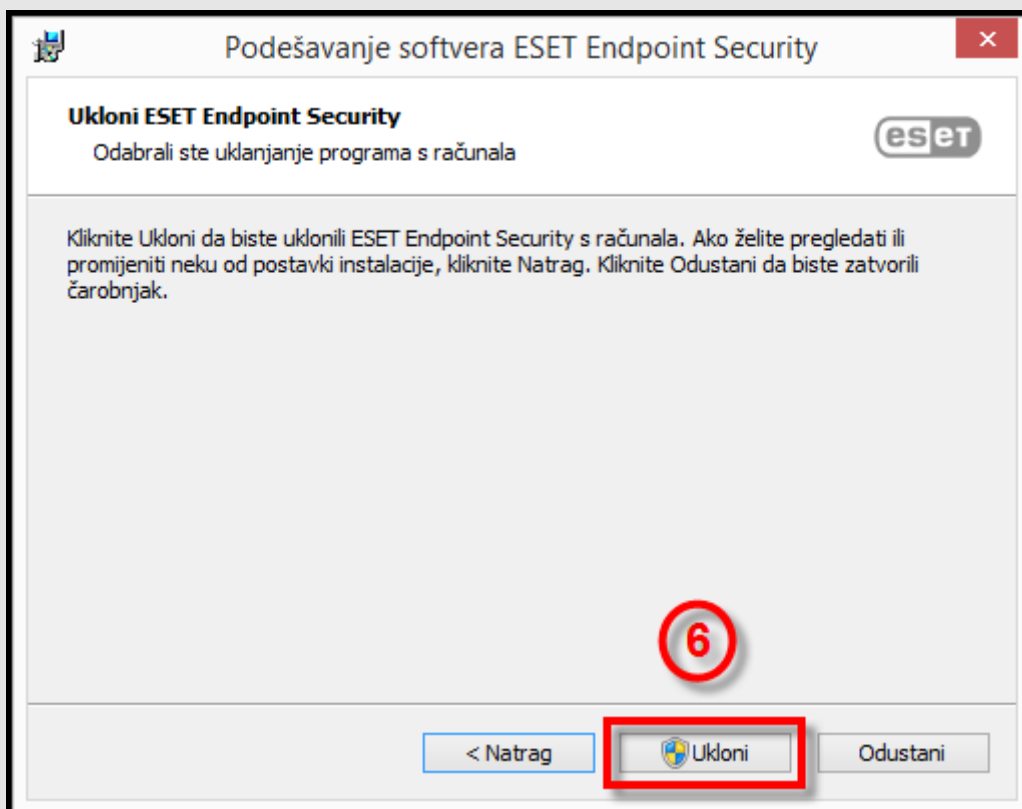 Podešavanje softvera ESET Endpoint Security
Ukloni ESET Endpoint Security
Odabrali ste uklanjanje programa s računala
eseT
Kliknite Ukloni da biste uklonili ESET Endpoint Security s računala. Ako želite pregledati ili
promijeniti neku od postavki instalacije, kliknite Natrag. Kliknite Odustani da biste zatvorili
čarobnjak.
6
< Natrag
Ukloni
Odustani